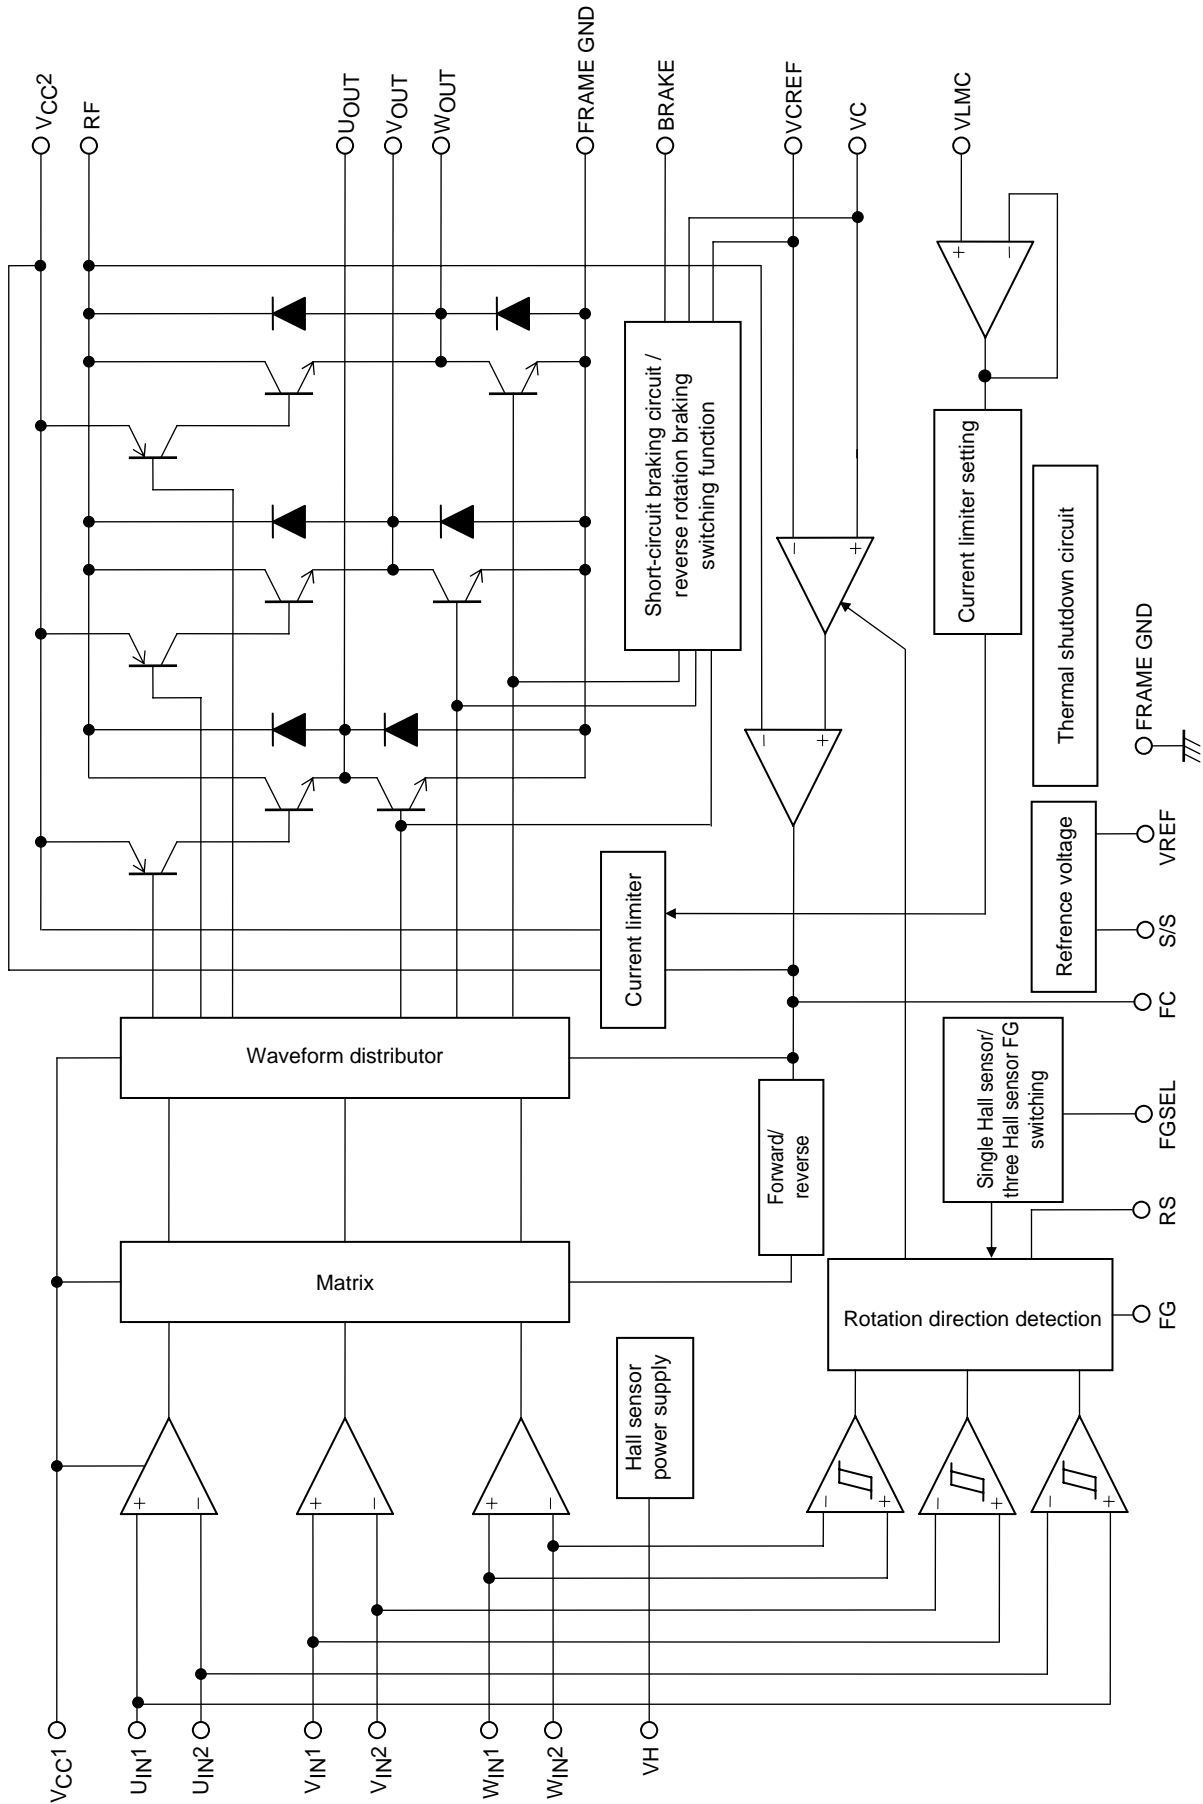 VCC2
RF
UOUT
VOUT
WOUT
FRAME GND
BRAKE
VCREF
VC
VLMC
Short-circuit braking circuit /
reverse rotation braking
switching function
+
−
−
+
Current limiter setting
Thermal shutdown circuit
FRAME GND
−
+
Current limiter
Refrence voltage
VREF
S/S
FC
Waveform distributor
Forward/
reverse
Single Hall sensor/
three Hall sensor FG
switching
FGSEL
RS
Matrix
Hall sensor
power supply
Rotation direction detection
FG
+
−
+
−
+
−
−
+
−
+
−
+
VCC1
UIN1
UIN2
VIN1
VIN2
WIN1
WIN2
VH